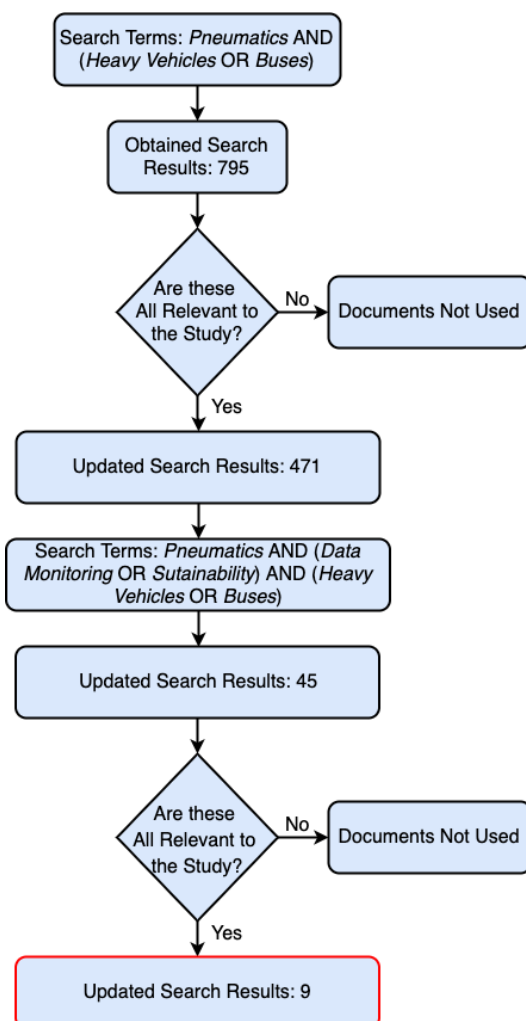 Search Terms: Pneumatics AND
(Heavy Vehicles OR Buses)
Obtained Search
Results: 795
Are these
All Relevant to
the Study?
No
Documents Not Used
Yes
Updated Search Results: 471
Search Terms: Pneumatics AND (Data
Monitoring OR Sutainability) AND (Heavy
Vehicles OR Buses)
Updated Search Results: 45
Are these
All Relevant to
the Study?
No
Documents Not Used
Yes
Updated Search Results: 9